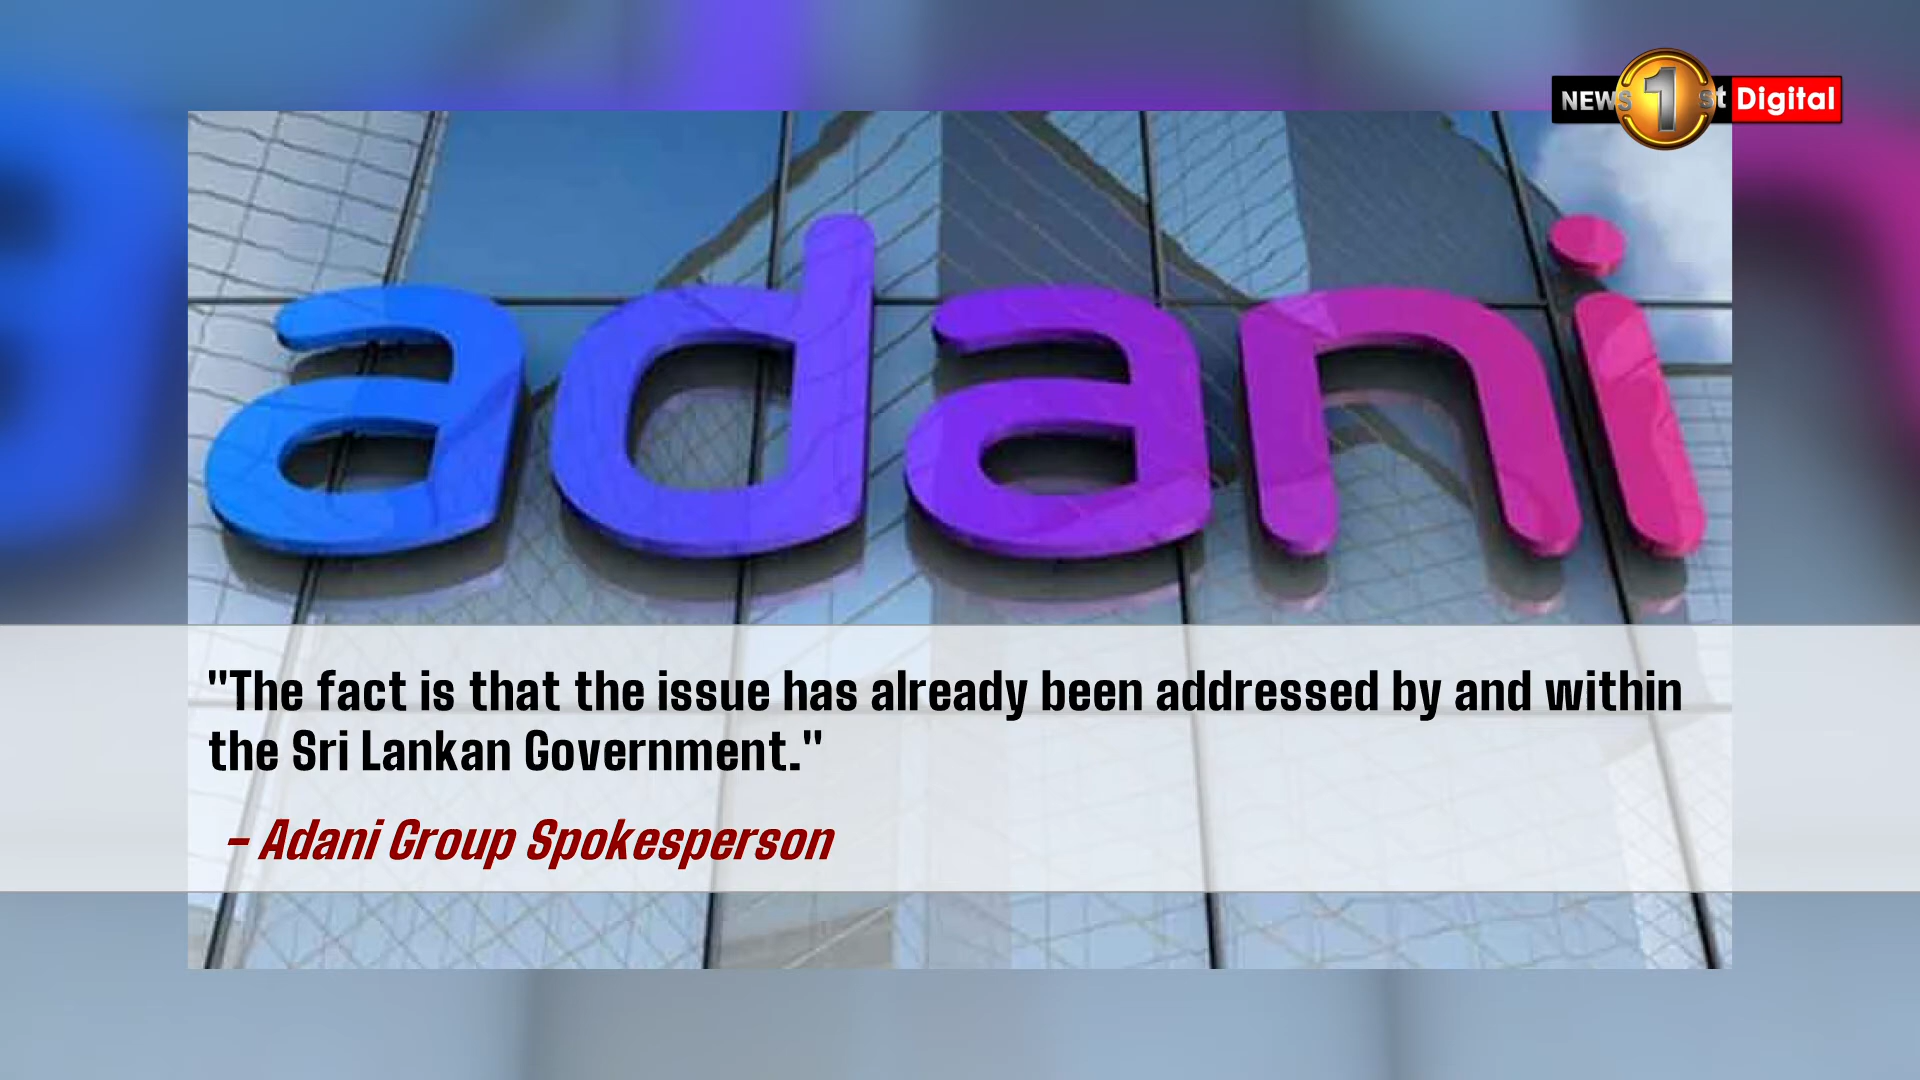 NEWS 1st Digital
adani
"The fact is that the issue has already been addressed by and within
the Sri Lankan Government."
- Adani Group Spokesperson